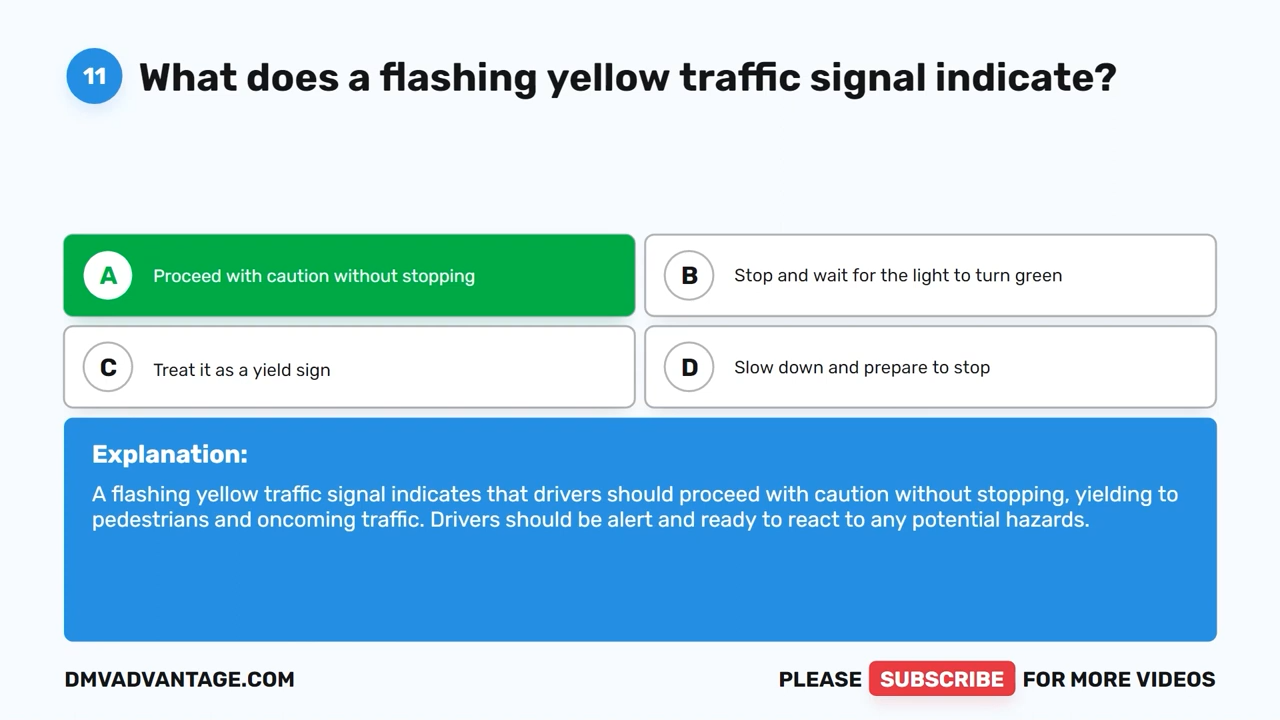 11 What does a flashing yellow traffic signal indicate?
A Proceed with caution without stopping
B Stop and wait for the light to turn green
C Treat it as a yield sign
D Slow down and prepare to stop
Explanation:
A flashing yellow traffic signal indicates that drivers should proceed with caution without stopping, yielding to
pedestrians and oncoming traffic. Drivers should be alert and ready to react to any potential hazards.
DMVADVANTAGE.COM
PLEASE SUBSCRIBE FOR MORE VIDEOS